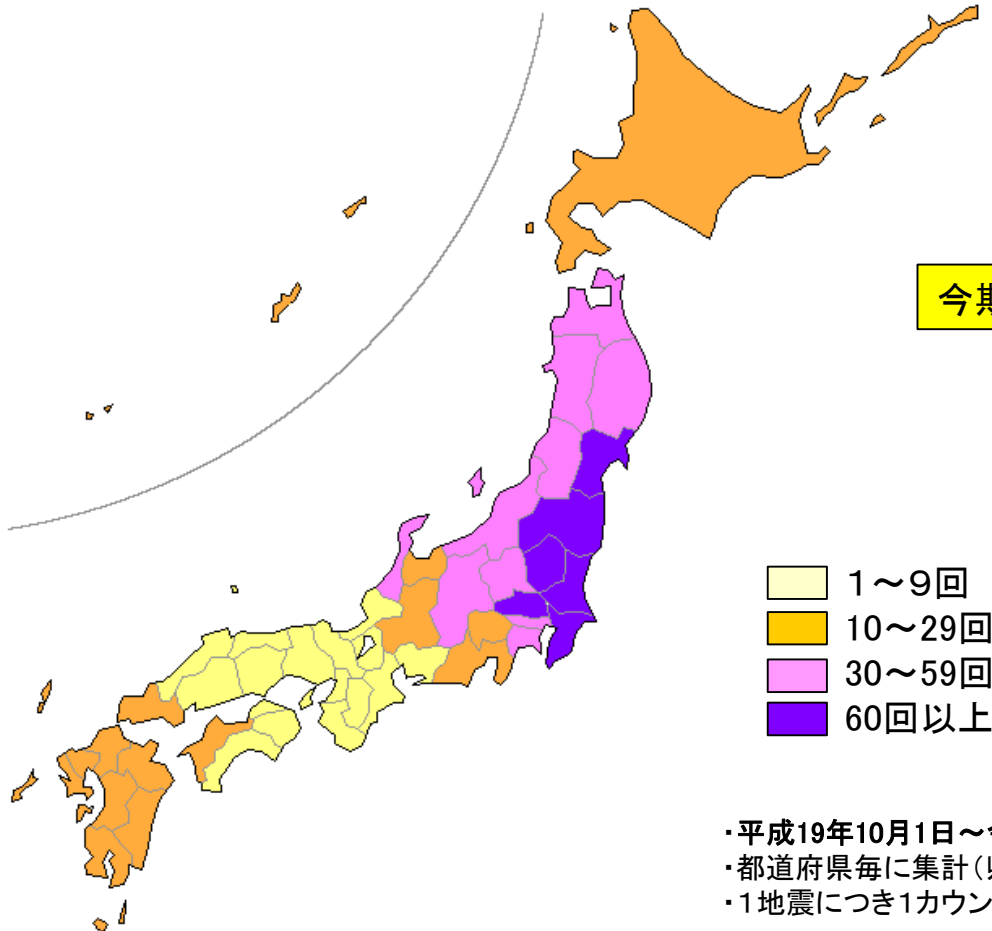 今期
1～9回
10～29回
30～59回
60回以上
・平成19年10月1日～
・都道府県毎に集計（
・1地震につき1カウン